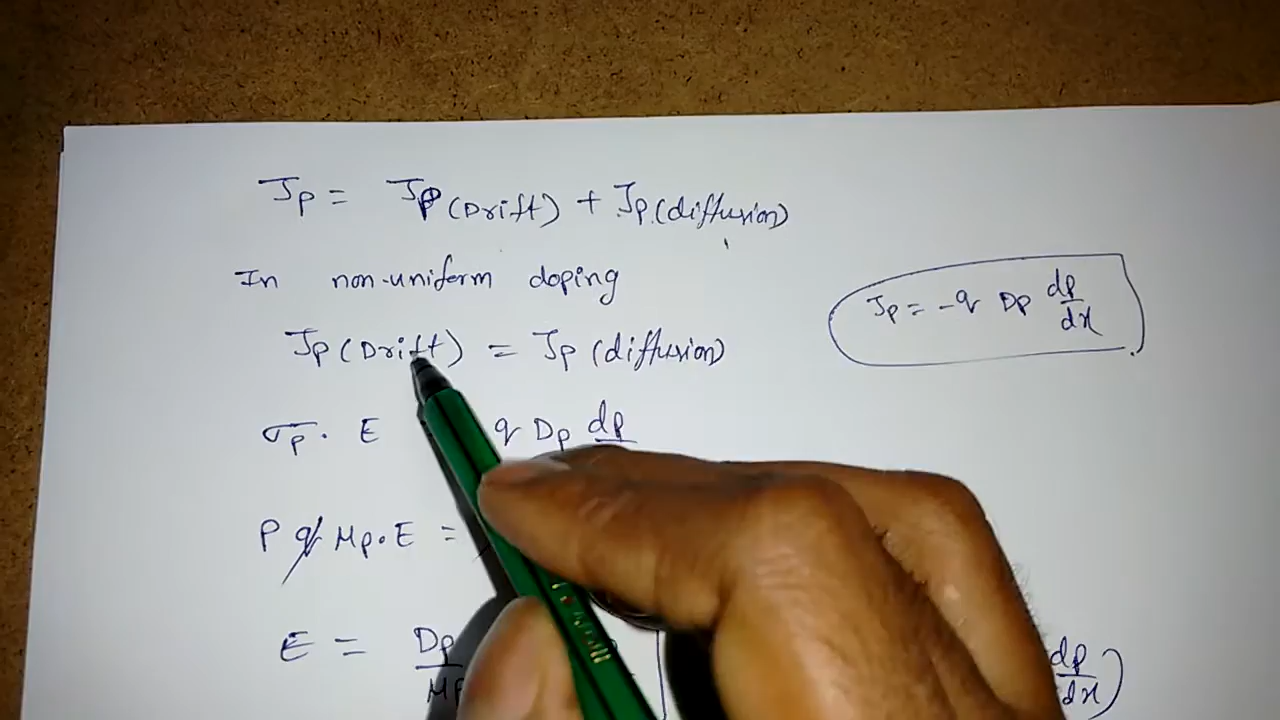 Jp = Jp (Drift) + Jp (diffusion)
In non-uniform doping
Jp = -q Dp dp/dx
Jp (Drift) = Jp (diffusion)
σp . E q Dp dp
p q μp . E =
E = Dp/μp
dp/dx)